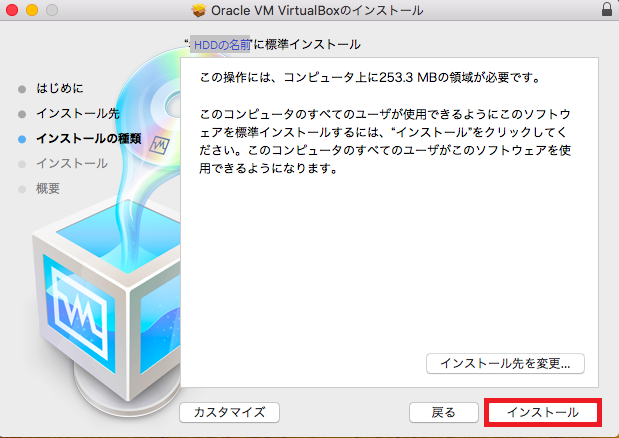 Oracle VM VirtualBoxのインストール
“HDDの名前”に標準インストール
はじめに
インストール先
インストールの種類
インストール
概要
この操作には、コンピュータ上に253.3 MBの領域が必要です。
このコンピュータのすべてのユーザが使用できるようにこのソフトウ
ェアを標準インストールするには、“インストール”をクリックしてく
ださい。このコンピュータのすべてのユーザがこのソフトウェアを使
用できるようになります。
インストール先を変更...
カスタマイズ
戻る
インストール